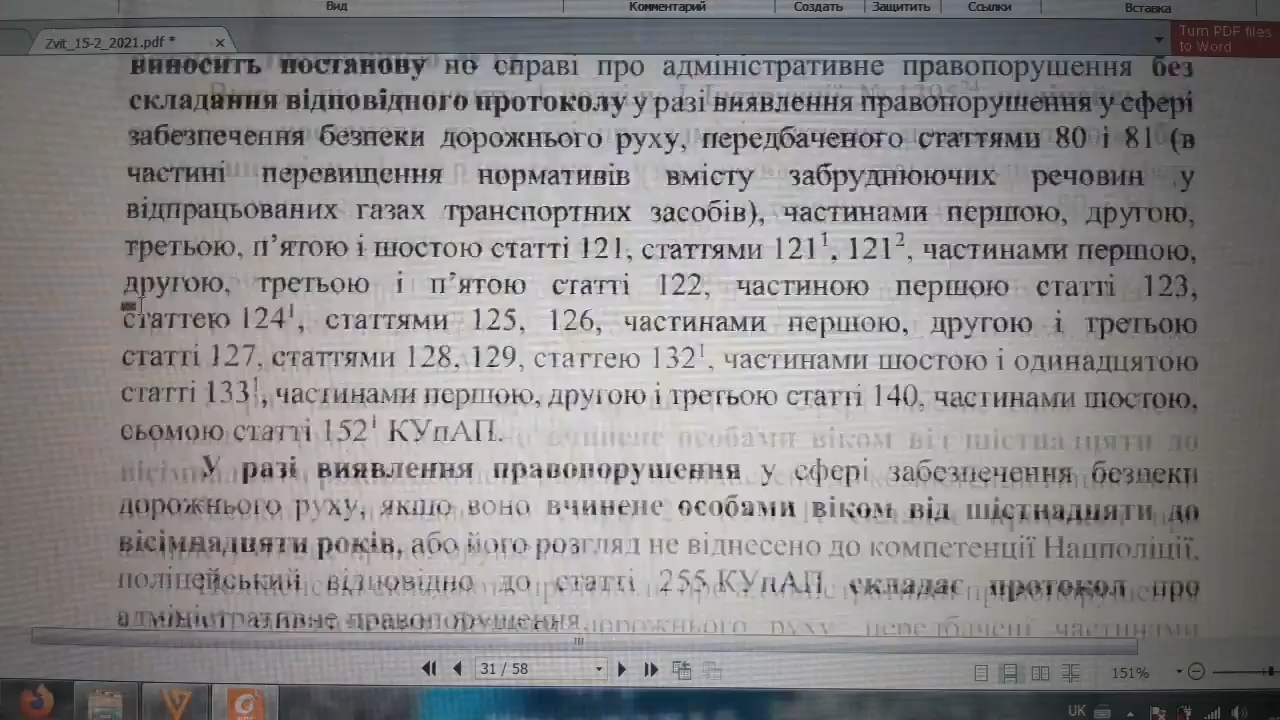 Вид Комментарий Создать Защитить Ссылки Вставка
Zvit_15-2_2021.pdf * ×
Turn PDF files
to Word
виносить постанову по справі про адміністративне правопорушення без
складання відповідного протоколу у разі виявлення правопорушення у сфері
забезпечення безпеки дорожнього руху, передбаченого статтями 80 і 81 (в
частині перевищення нормативів вмісту забруднюючих речовин у
відпрацьованих газах транспортних засобів), частинами першою, другою,
третьою, п’ятою і шостою статті 121, статтями 121¹, 121², частинами першою,
другою, третьою і п’ятою статті 122, частиною першою статті 123,
статтею 124¹, статтями 125, 126, частинами першою, другою і третьою
статті 127, статтями 128, 129, статтею 132¹, частинами шостою і одинадцятою
статті 133¹, частинами першою, другою і третьою статті 140, частинами шостою,
сьомою статті 152¹ КУпАП.
У разі виявлення правопорушення у сфері забезпечення безпеки
дорожнього руху, якщо воно вчинене особами віком від шістнадцяти до
вісімнадцяти років, або його розгляд не віднесено до компетенції Нацполіції,
поліцейський відповідно до статті 255 КУпАП складає протокол про
адміністративне правопорушення.
31 / 58
151%
UK